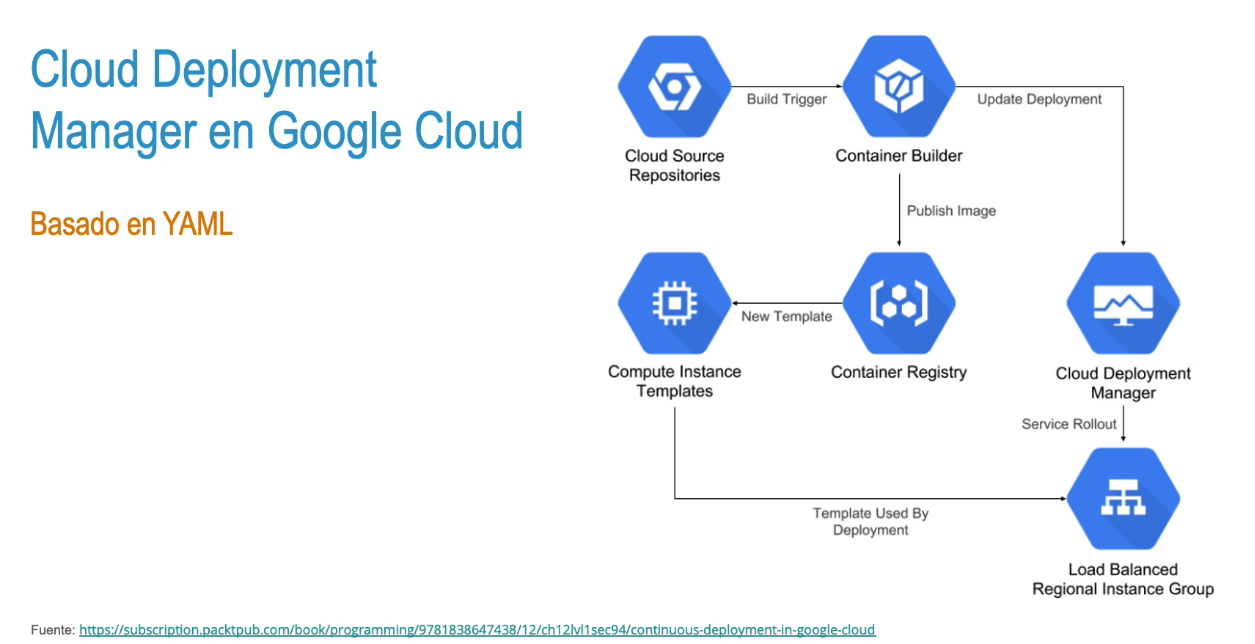 Cloud Deployment
Manager en Google Cloud
Basado en YAML
Build Trigger
Update Deployment
Cloud Source
Repositories
Container Builder
Publish Image
New Template
Compute Instance
Templates
Container Registry
Cloud Deployment
Manager
Service Rollout
Template Used By
Deployment
Load Balanced
Regional Instance Group
Fuente: https://subscription.packtpub.com/book/programming/9781838647438/12/ch12lvl1sec94/continuous-deployment-in-google-cloud